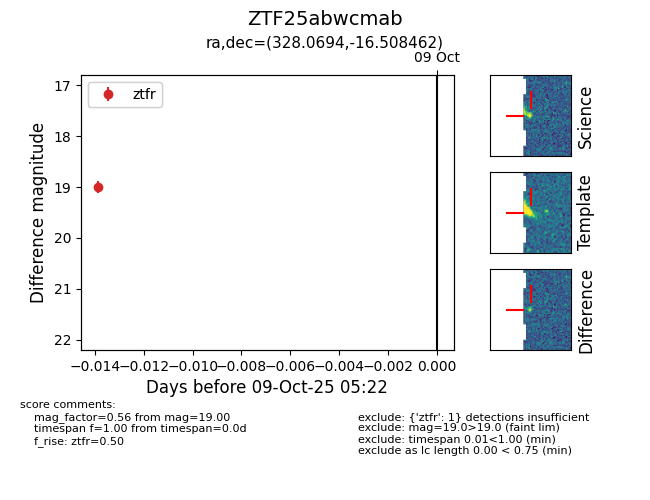 ZTF25abwcmab
ra,dec=(328.0694,-16.508462)
09 Oct
ztfr
17
18
19
20
21
22
Difference magnitude
−0.014 −0.012 −0.010 −0.008 −0.006 −0.004 −0.002 0.000
Days before 09-Oct-25 05:22
Science
Template
Difference
score comments:
mag_factor=0.56 from mag=19.00
timespan f=1.00 from timespan=0.0d
f_rise: ztfr=0.50
exclude: {'ztfr': 1} detections insufficient
exclude: mag=19.0>19.0 (faint lim)
exclude: timespan 0.01<1.00 (min)
exclude as lc length 0.00 < 0.75 (min)